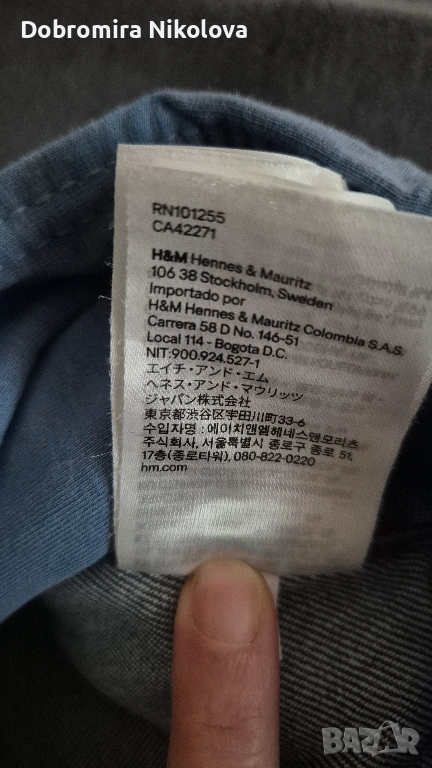 Dobromira Nikolova
RN101255
CA42271
H&M Hennes & Mauritz
106 38 Stockholm, Sweden
Importado por
H&M Hennes & Mauritz Colombia S.A.S.
Carrera 58 D No. 146-51
Local 114 - Bogota D.C.
NIT:900.924.527-1
エイチ・アンド・エム
ヘネス・アンド・マウリッツ
ジャパン株式会社
東京都渋谷区宇田川町33-6
수입자명 : 에이치앤엠헤네스앤모리츠
주식회사, 서울특별시 종로구 종로 51,
17층(종로타워), 080-822-0220
hm.com
BAZAR